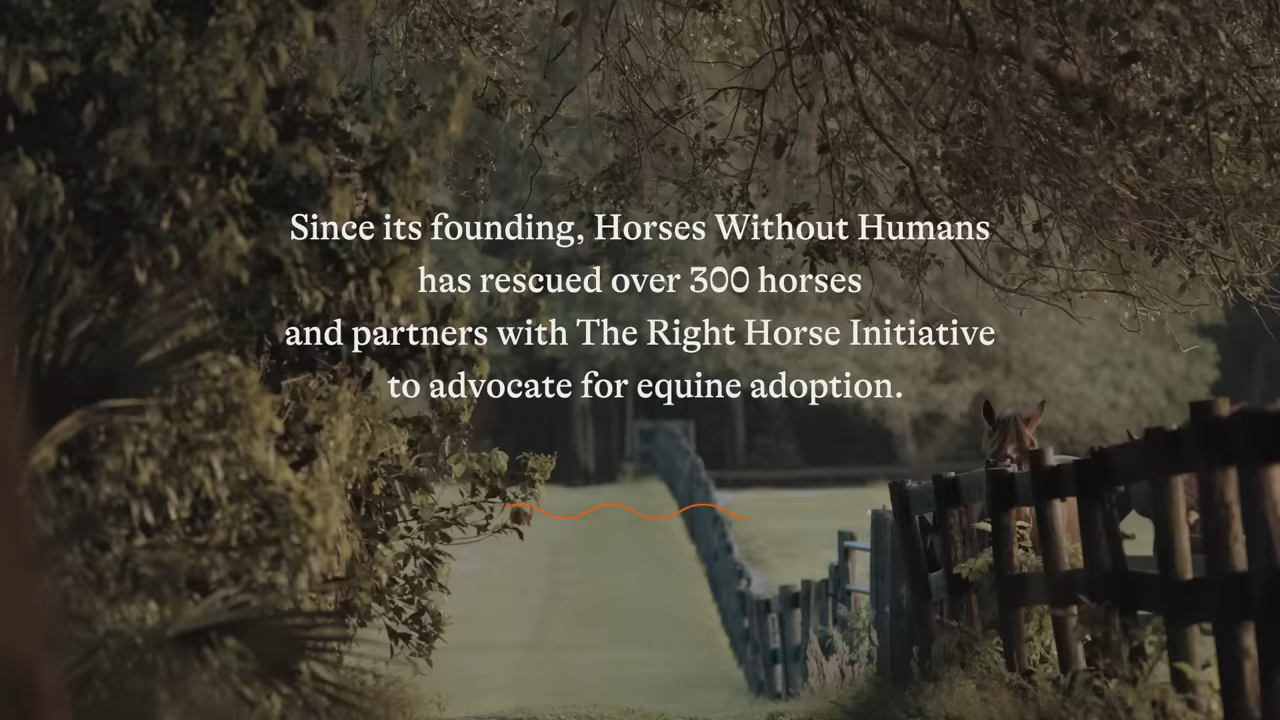 Since its founding, Horses Without Humans
has rescued over 300 horses
and partners with The Right Horse Initiative
to advocate for equine adoption.